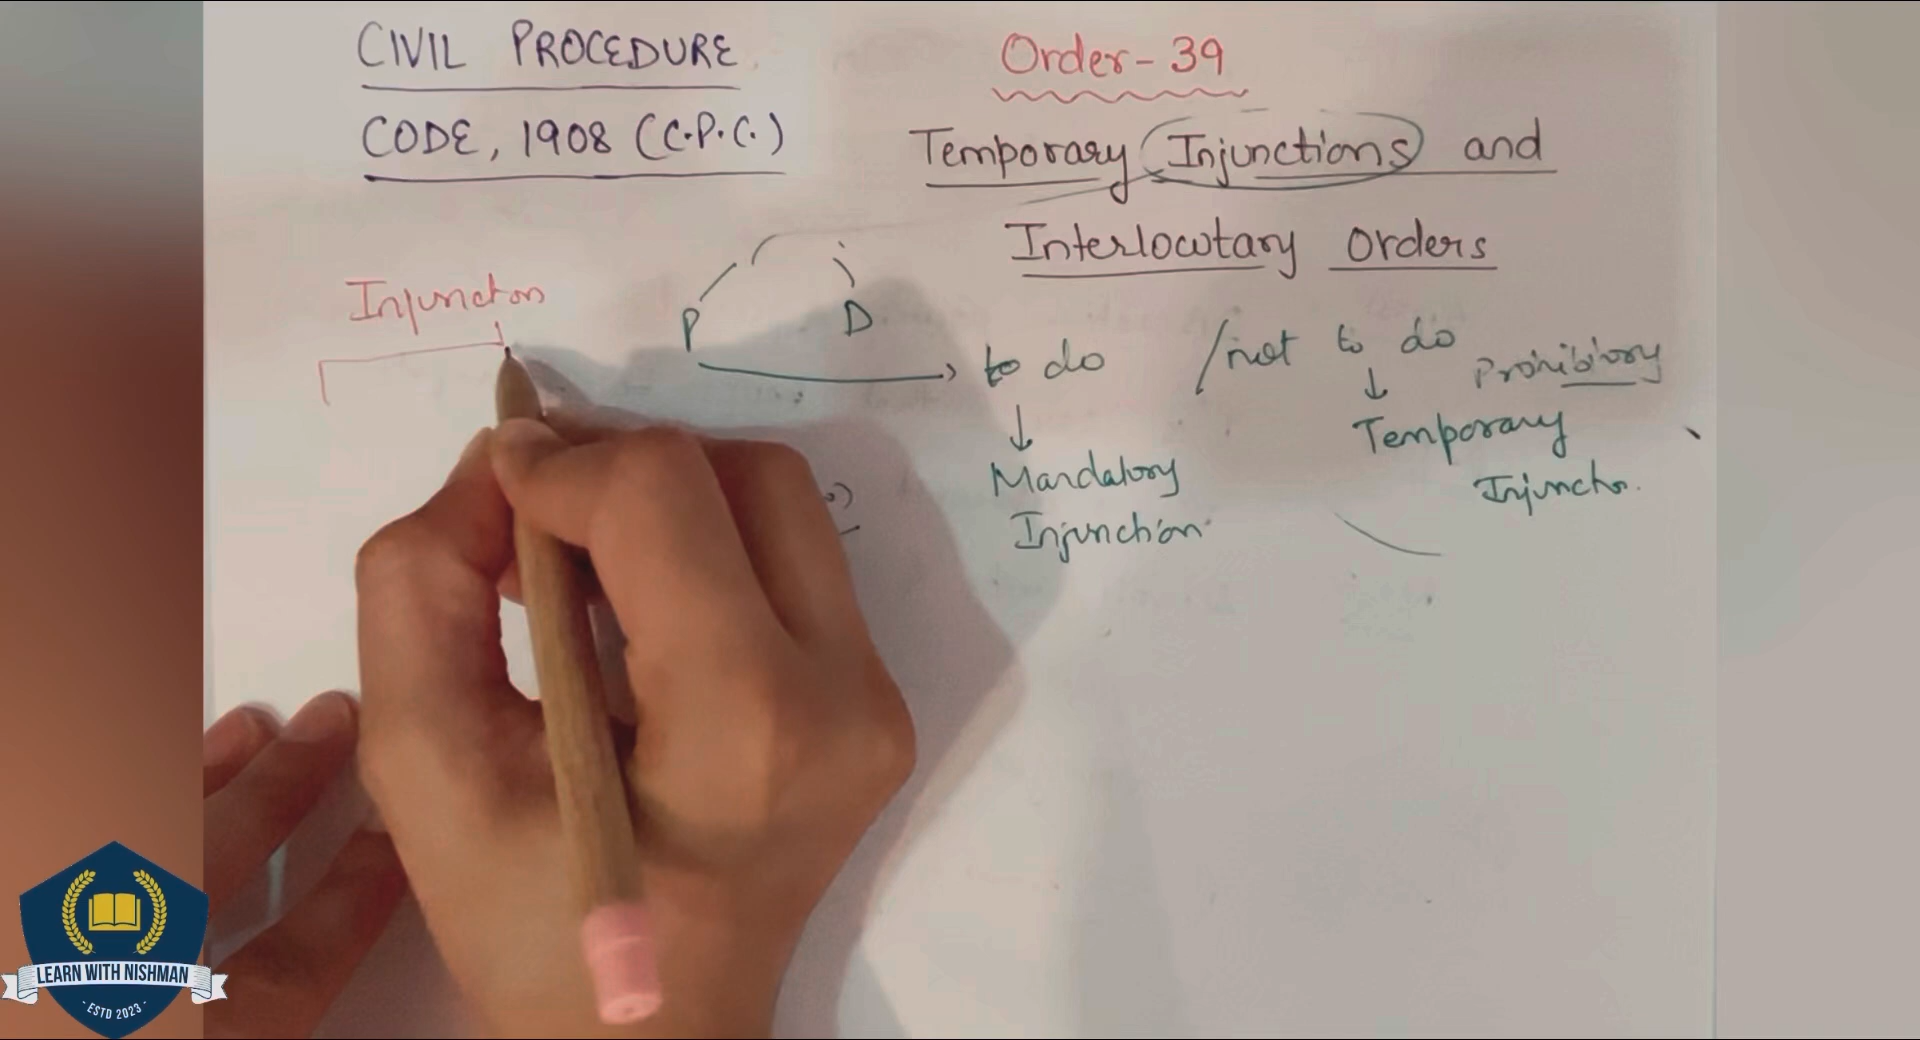 CIVIL PROCEDURE
CODE, 1908 (C.P.C.)
Order - 39
Temporary Injunctions and
Interlocutary Orders
Injunction
P
D
to do
/not to do
Prohibitory
Mandatory
Injunction
Temporary
Injunctn.
LEARN WITH NISHMAN
- ESTD 2023 -